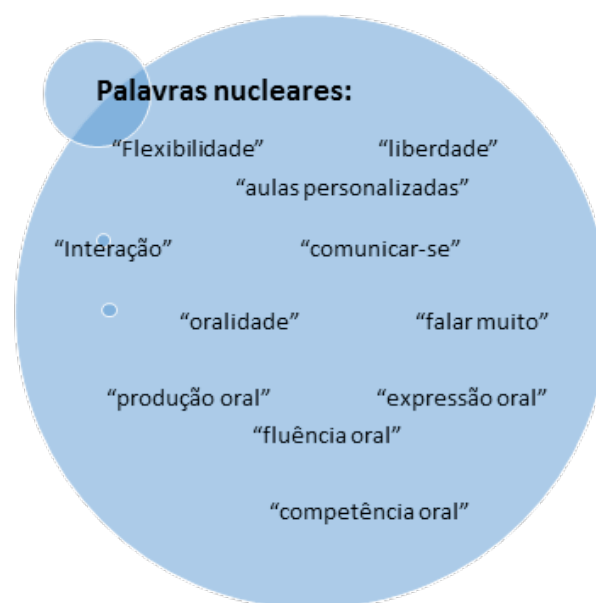 Palavras nucleares:
“Flexibilidade” “liberdade”
“aulas personalizadas”
“Interação” “comunicar-se”
“oralidade” “falar muito”
“produção oral” “expressão oral”
“fluência oral”
“competência oral”